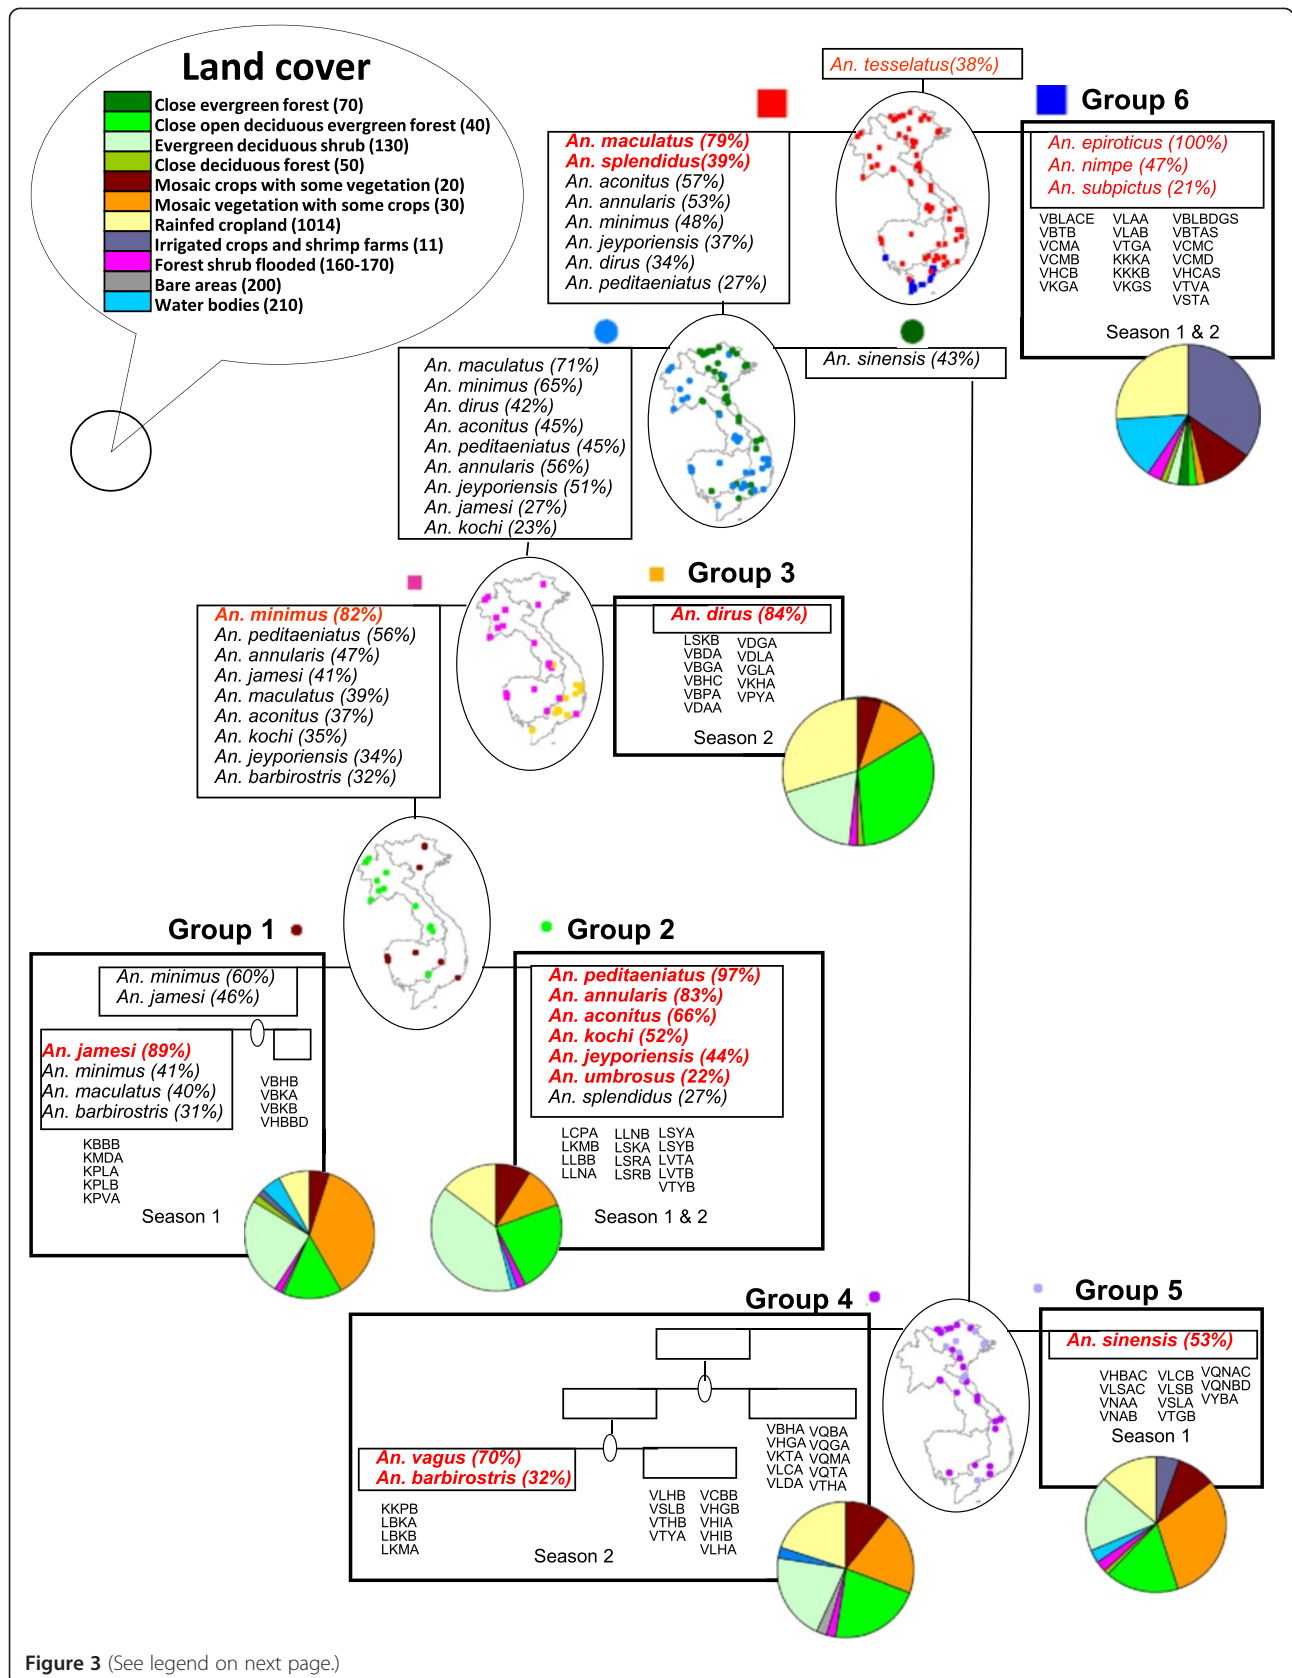 Land cover
Close evergreen forest (70)
Close open deciduous evergreen forest (40)
Evergreen deciduous shrub (130)
Close deciduous forest (50)
Mosaic crops with some vegetation (20)
Mosaic vegetation with some crops (30)
Rainfed cropland (1014)
Irrigated crops and shrimp farms (11)
Forest shrub flooded (160-170)
Bare areas (200)
Water bodies (210)
An. tesselatus(38%)
An. maculatus (79%)
An. splendidus(39%)
An. aconitus (57%)
An. annularis (53%)
An. minimus (48%)
An. jeyporiensis (37%)
An. dirus (34%)
An. peditaeniatus (27%)
Group 6
An. epiroticus (100%)
An. nimpe (47%)
An. subpictus (21%)
VBLACE VLAA VBLBDGS
VBTB VLAB VBTAS
VCMA VTGA VCMC
VCMB KKKA VCMD
VHCB KKKB VHCAS
VKGA VKGS VTVA
VSTA
Season 1 & 2
An. maculatus (71%)
An. minimus (65%)
An. dirus (42%)
An. aconitus (45%)
An. peditaeniatus (45%)
An. annularis (56%)
An. jeyporiensis (51%)
An. jamesi (27%)
An. kochi (23%)
An. sinensis (43%)
An. minimus (82%)
An. peditaeniatus (56%)
An. annularis (47%)
An. jamesi (41%)
An. maculatus (39%)
An. aconitus (37%)
An. kochi (35%)
An. jeyporiensis (34%)
An. barbirostris (32%)
Group 3
An. dirus (84%)
LSKB VDGA
VBDA VDLA
VBGA VGLA
VBHC VKHA
VBPA VPYA
VDAA
Season 2
Group 1
An. minimus (60%)
An. jamesi (46%)
An. jamesi (89%)
An. minimus (41%)
An. maculatus (40%)
An. barbirostris (31%)
VBHB
VBKA
VBKB
VHBBD
KBBB
KMDA
KPLA
KPLB
KPVA
Season 1
Group 2
An. peditaeniatus (97%)
An. annularis (83%)
An. aconitus (66%)
An. kochi (52%)
An. jeyporiensis (44%)
An. umbrosus (22%)
An. splendidus (27%)
LCPA LLNB LSYA
LKMB LSKA LSYB
LLBB LSRA LVTA
LLNA LSRB LVTB
VTYB
Season 1 & 2
Group 4
An. vagus (70%)
An. barbirostris (32%)
KKPB
LBKA
LBKB
LKMA
VLHB VCBB
VSLB VHGB
VTHB VHIA
VTYA VHIB
VLHA
VBHA VQBA
VHGA VQGA
VKTA VQMA
VLCA VQTA
VLDA VTHA
Season 2
Group 5
An. sinensis (53%)
VHBAC VLCB VQNAC
VLSAC VLSB VQNBD
VNAA VSLA VYBA
VNAB VTGB
Season 1
Figure 3 (See legend on next page.)